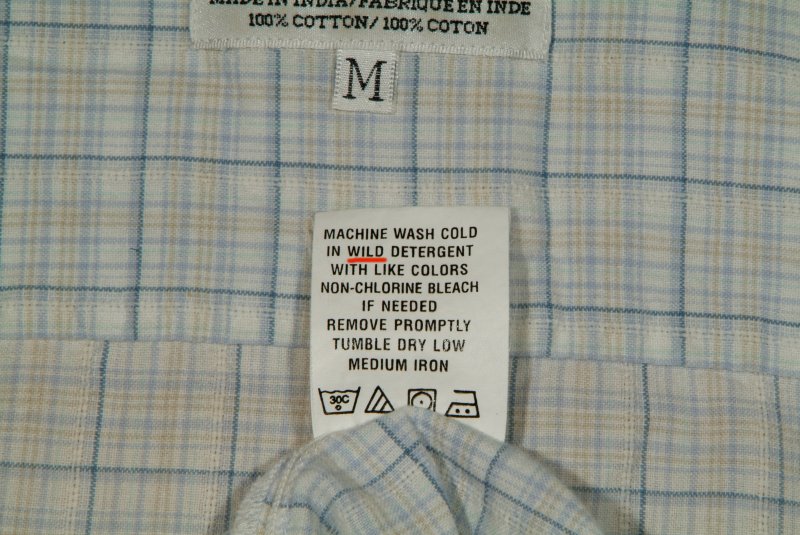 MADE IN INDIA/FABRIQUE EN INDE
100% COTTON/ 100% COTON
M
MACHINE WASH COLD
IN WILD DETERGENT
WITH LIKE COLORS
NON-CHLORINE BLEACH
IF NEEDED
REMOVE PROMPTLY
TUMBLE DRY LOW
MEDIUM IRON
30C